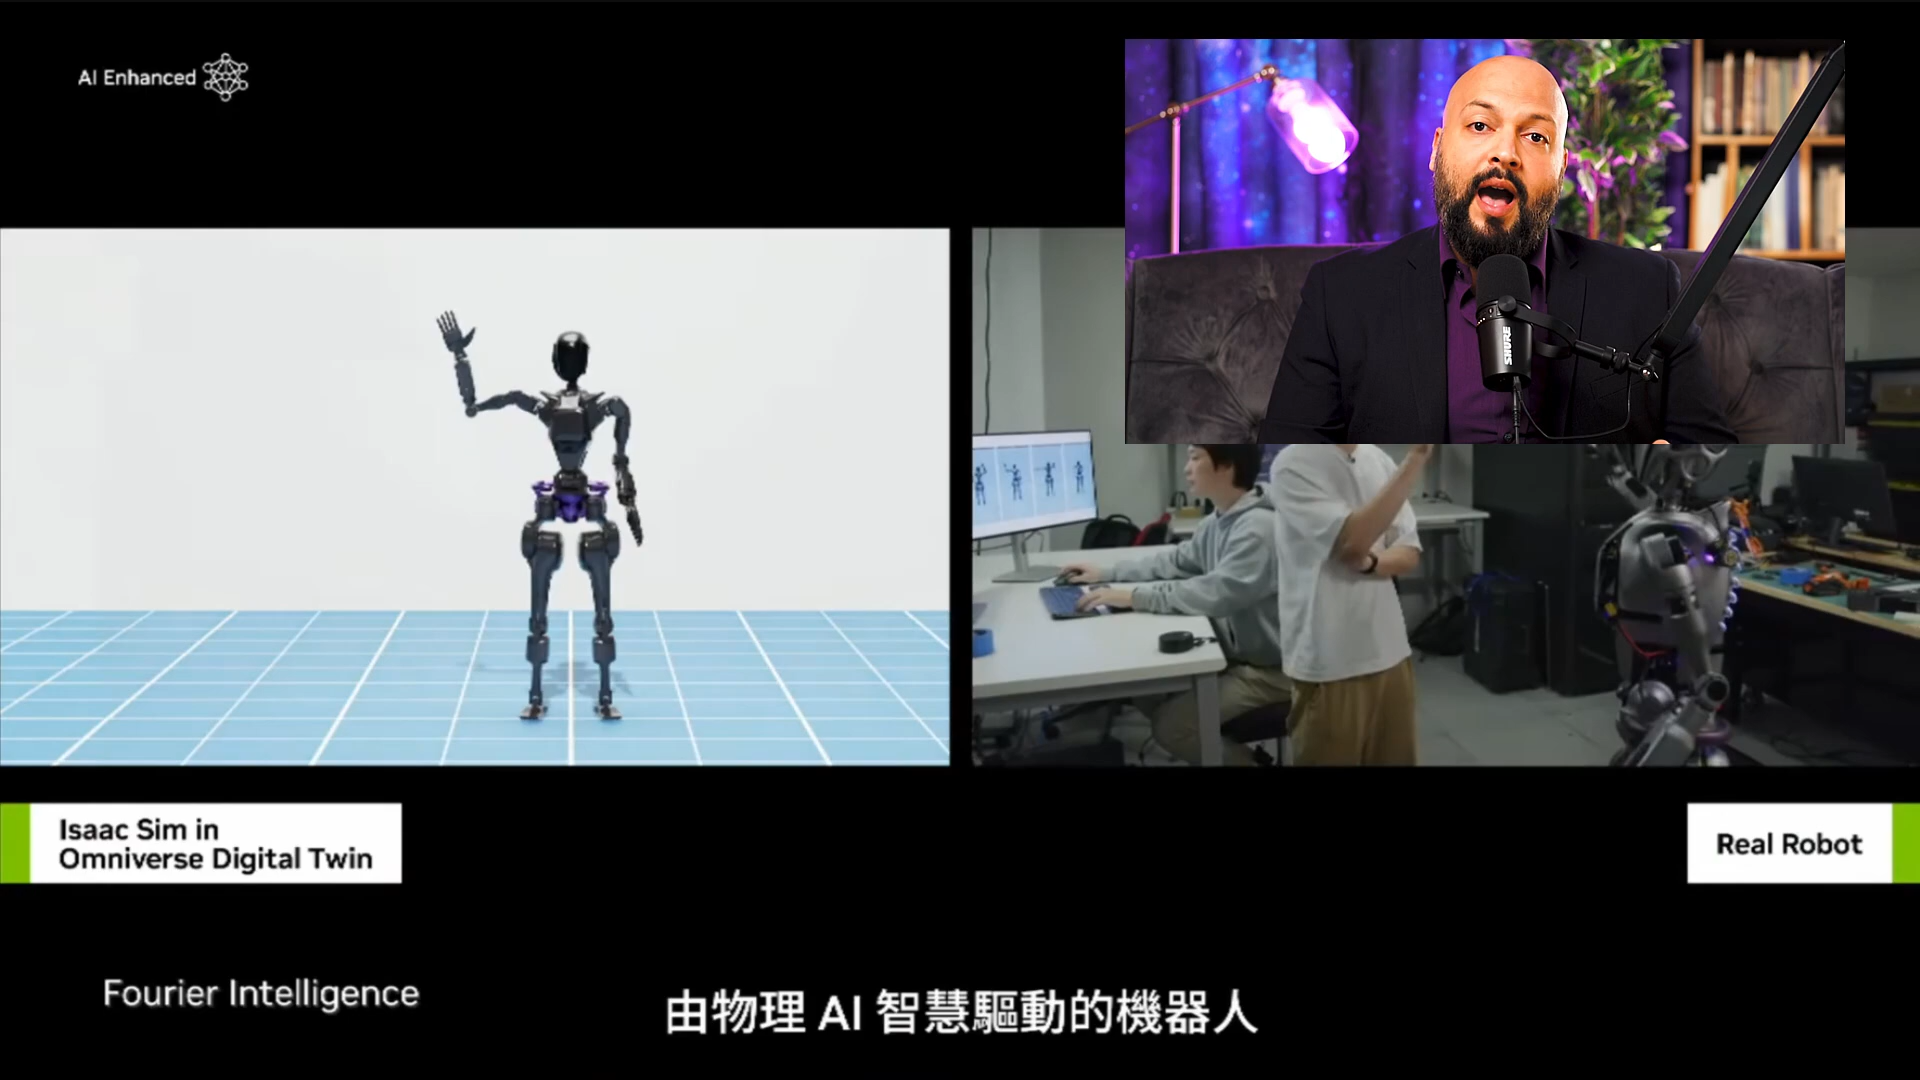 AI Enhanced
SHURE
Isaac Sim in
Omniverse Digital Twin
Real Robot
Fourier Intelligence
由物理 AI 智慧驅動的機器人